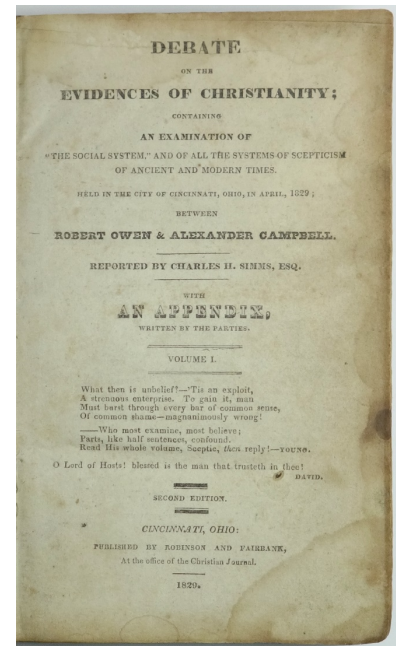 DEBATE
ON THE
EVIDENCES OF CHRISTIANITY;
CONTAINING
AN EXAMINATION OF
"THE SOCIAL SYSTEM," AND OF ALL THE SYSTEMS OF SCEPTICISM
OF ANCIENT AND MODERN TIMES.
HELD IN THE CITY OF CINCINNATI, OHIO, IN APRIL, 1829;
BETWEEN
ROBERT OWEN & ALEXANDER CAMPBELL.
REPORTED BY CHARLES H. SIMMS, ESQ.
WITH
AN APPENDIX,
WRITTEN BY THE PARTIES.
VOLUME I.
What then is unbelief?—'Tis an exploit,
A strenuous enterprise. To gain it, man
Must burst through every bar of common sense,
Of common shame—magnanimously wrong!
——Who most examine, most believe;
Parts, like half sentences, confound.
Read His whole volume, Sceptic, then reply!—YOUNG.
O Lord of Hosts! blessed is the man that trusteth in thee!
DAVID.
SECOND EDITION.
CINCINNATI, OHIO:
PUBLISHED BY ROBINSON AND FAIRBANK,
At the office of the Christian Journal.
1829.